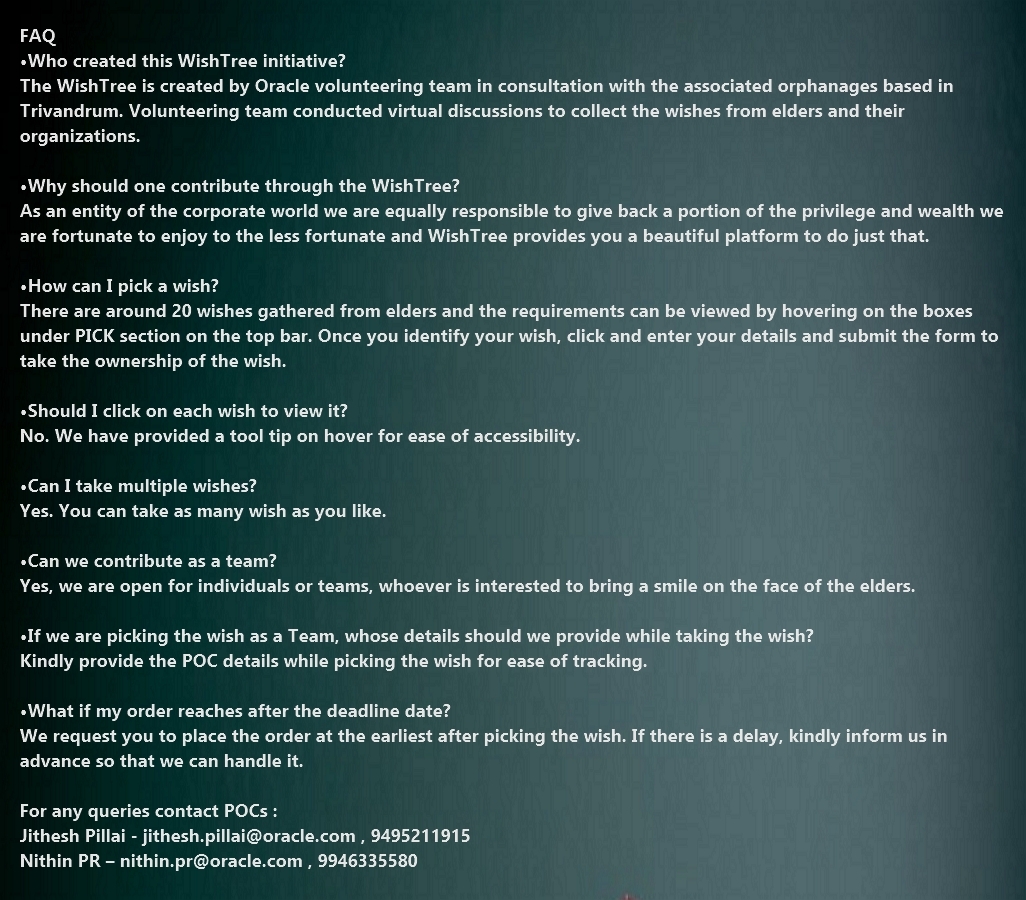 FAQ
•Who created this WishTree initiative?
The WishTree is created by Oracle volunteering team in consultation with the associated orphanages based in
Trivandrum. Volunteering team conducted virtual discussions to collect the wishes from elders and their
organizations.
•Why should one contribute through the WishTree?
As an entity of the corporate world we are equally responsible to give back a portion of the privilege and wealth we
are fortunate to enjoy to the less fortunate and WishTree provides you a beautiful platform to do just that.
•How can I pick a wish?
There are around 20 wishes gathered from elders and the requirements can be viewed by hovering on the boxes
under PICK section on the top bar. Once you identify your wish, click and enter your details and submit the form to
take the ownership of the wish.
•Should I click on each wish to view it?
No. We have provided a tool tip on hover for ease of accessibility.
•Can I take multiple wishes?
Yes. You can take as many wish as you like.
•Can we contribute as a team?
Yes, we are open for individuals or teams, whoever is interested to bring a smile on the face of the elders.
•If we are picking the wish as a Team, whose details should we provide while taking the wish?
Kindly provide the POC details while picking the wish for ease of tracking.
•What if my order reaches after the deadline date?
We request you to place the order at the earliest after picking the wish. If there is a delay, kindly inform us in
advance so that we can handle it.
For any queries contact POCs :
Jithesh Pillai - jithesh.pillai@oracle.com , 9495211915
Nithin PR – nithin.pr@oracle.com , 9946335580